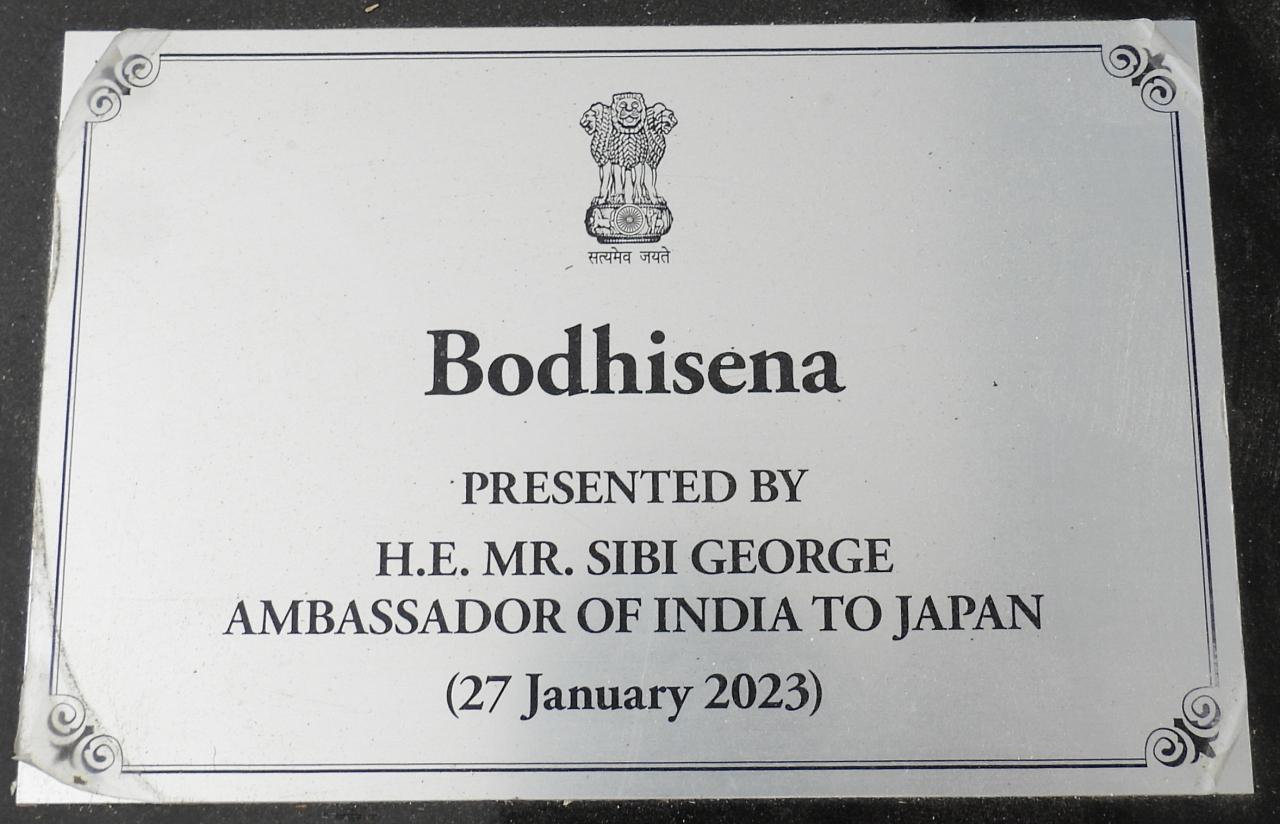 सत्यमेव जयते
Bodhisena
PRESENTED BY
H.E. MR. SIBI GEORGE
AMBASSADOR OF INDIA TO JAPAN
(27 January 2023)